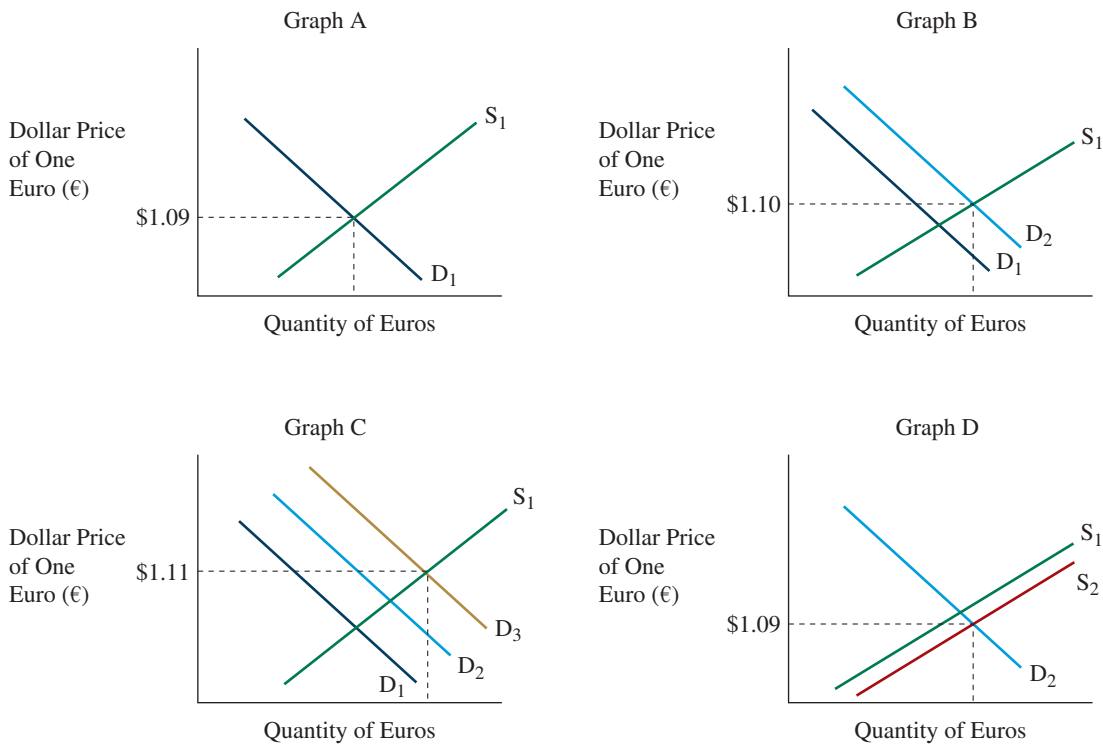 Graph A
Dollar Price
of One
Euro (€)
S1
$1.09
D1
Quantity of Euros
Graph B
Dollar Price
of One
Euro (€)
S1
$1.10
D2
D1
Quantity of Euros
Graph C
Dollar Price
of One
Euro (€)
S1
$1.11
D3
D2
D1
Quantity of Euros
Graph D
Dollar Price
of One
Euro (€)
S1
S2
$1.09
D2
Quantity of Euros